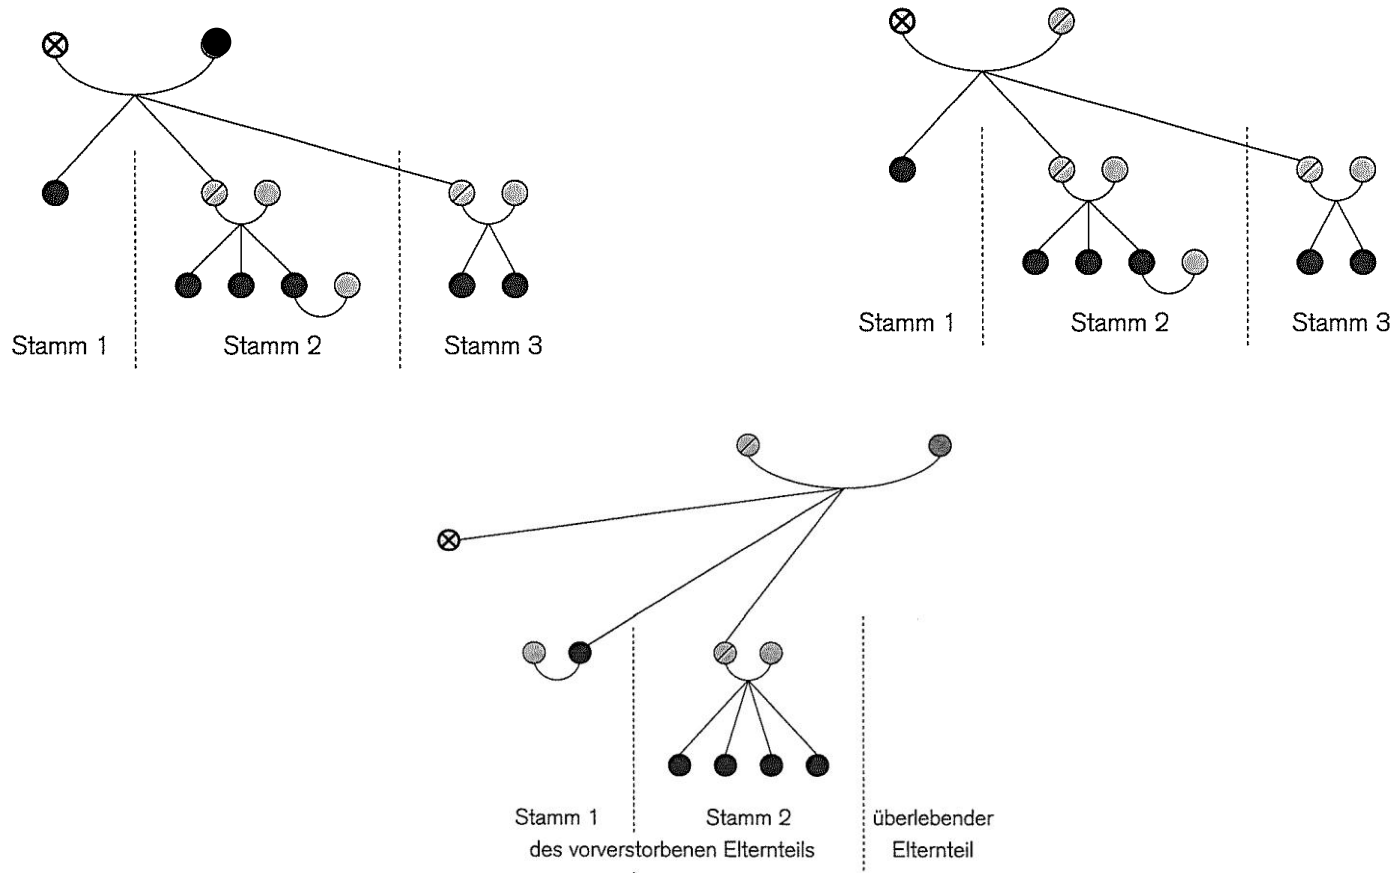 Stamm 1
Stamm 2
Stamm 3
Stamm 1
Stamm 2
Stamm 3
Stamm 1
Stamm 2
überlebender
des vorverstorbenen Elternteils
Elternteil